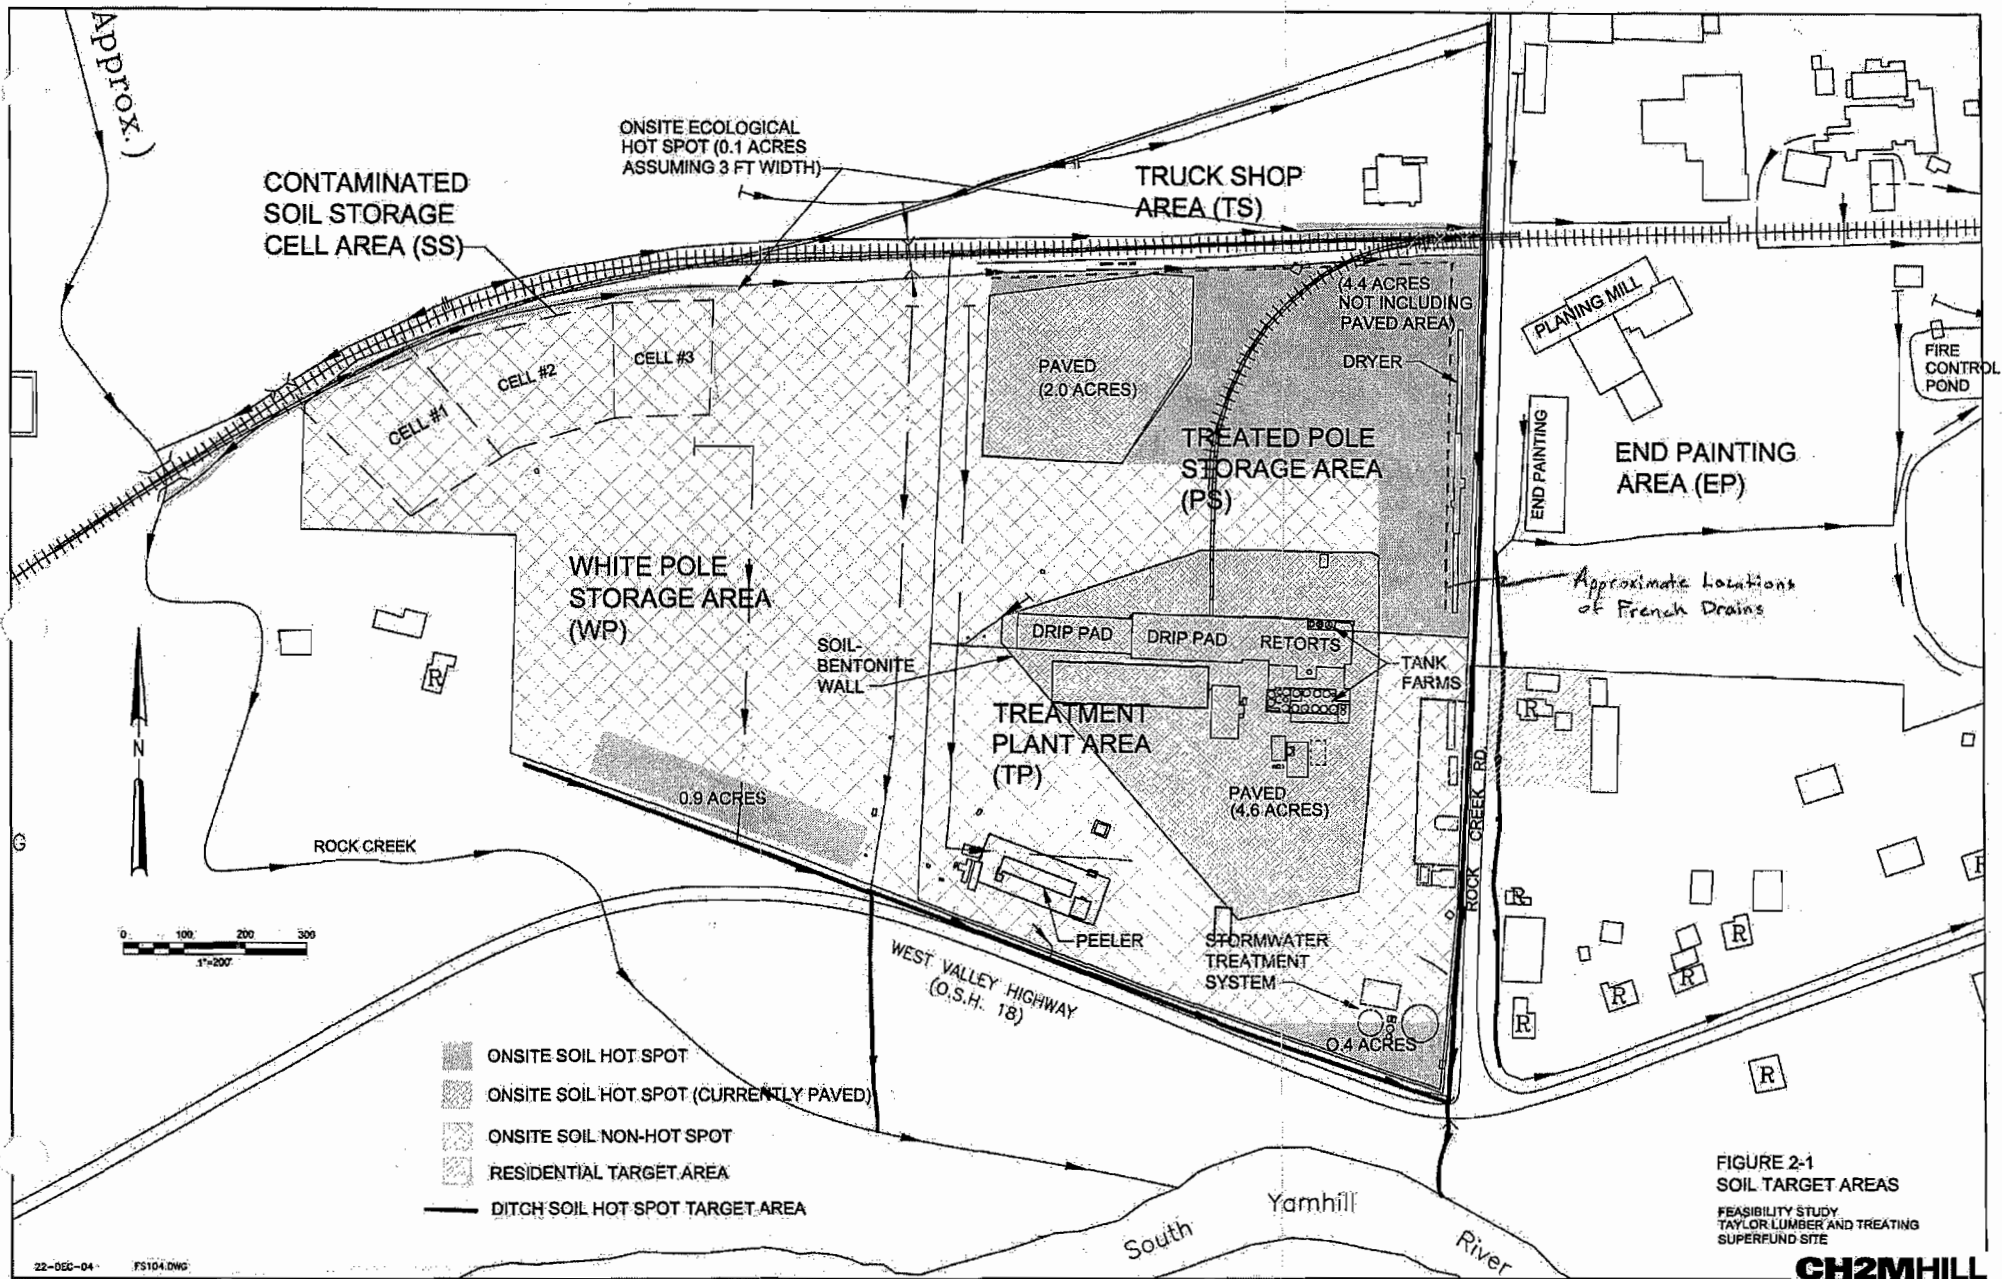 Approx.)
ONSITE ECOLOGICAL
HOT SPOT (0.1 ACRES
ASSUMING 3 FT WIDTH)
CONTAMINATED
SOIL STORAGE
CELL AREA (SS)
TRUCK SHOP
AREA (TS)
(4.4 ACRES
NOT INCLUDING
PAVED AREA)
PLANING MILL
FIRE
CONTROL
POND
CELL #1
CELL #2
CELL #3
PAVED
(2.0 ACRES)
DRYER
TREATED POLE
STORAGE AREA
(PS)
END PAINTING
END PAINTING
AREA (EP)
Approximate Locations
of French Drains
WHITE POLE
STORAGE AREA
(WP)
SOIL-
BENTONITE
WALL
DRIP PAD
DRIP PAD
RETORTS
TANK
FARMS
R
R
N
TREATMENT
PLANT AREA
(TP)
PAVED
(4.6 ACRES)
0.9 ACRES
ROCK CREEK RD.
G
ROCK CREEK
R
R
R
R
R
R
R
R
0 100 200 300
1"=200'
PEELER
WEST VALLEY HIGHWAY
(O.S.H. 18)
STORMWATER
TREATMENT
SYSTEM
0.4 ACRES
ONSITE SOIL HOT SPOT
ONSITE SOIL HOT SPOT (CURRENTLY PAVED)
ONSITE SOIL NON-HOT SPOT
RESIDENTIAL TARGET AREA
DITCH SOIL HOT SPOT TARGET AREA
South Yamhill River
FIGURE 2-1
SOIL TARGET AREAS
FEASIBILITY STUDY
TAYLOR LUMBER AND TREATING
SUPERFUND SITE
22-DEC-04 FS104.DWG
CH2MHILL